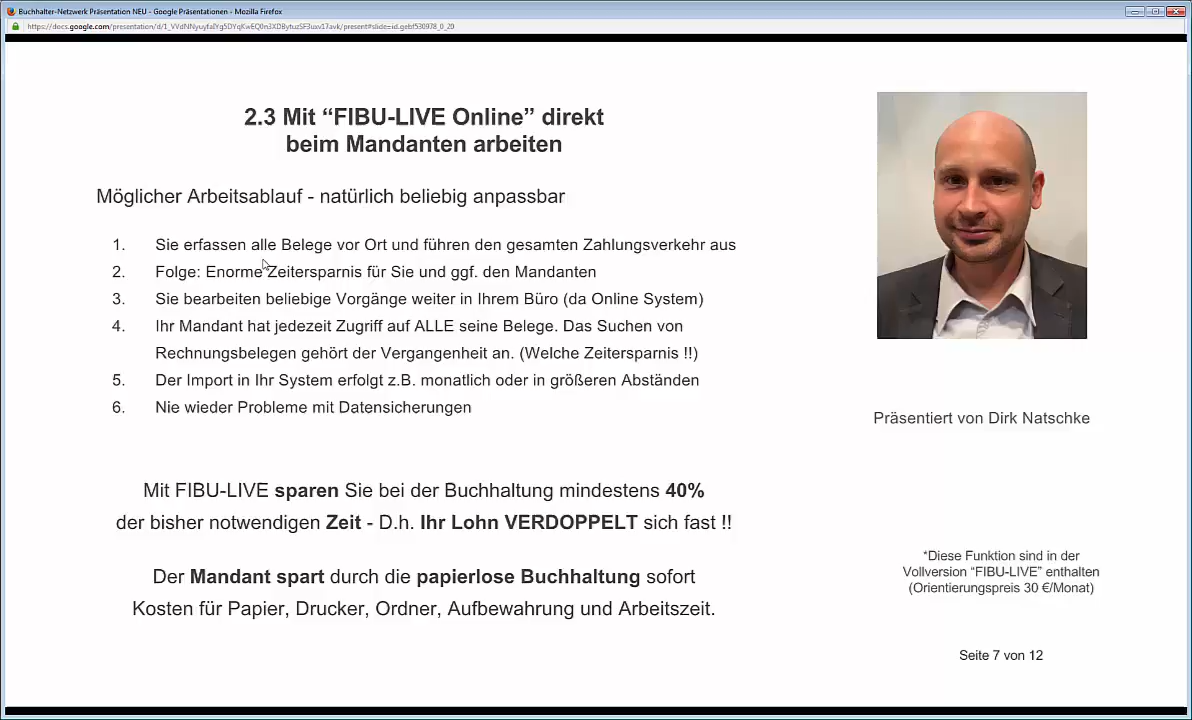 Buchhalter-Netzwerk Präsentation NEU - Google Präsentationen - Mozilla Firefox
2.3 Mit “FIBU-LIVE Online” direkt
beim Mandanten arbeiten
Möglicher Arbeitsablauf - natürlich beliebig anpassbar
1. Sie erfassen alle Belege vor Ort und führen den gesamten Zahlungsverkehr aus
2. Folge: Enorme Zeitersparnis für Sie und ggf. den Mandanten
3. Sie bearbeiten beliebige Vorgänge weiter in Ihrem Büro (da Online System)
4. Ihr Mandant hat jedezeit Zugriff auf ALLE seine Belege. Das Suchen von
Rechnungsbelegen gehört der Vergangenheit an. (Welche Zeitersparnis !!)
5. Der Import in Ihr System erfolgt z.B. monatlich oder in größeren Abständen
6. Nie wieder Probleme mit Datensicherungen
Mit FIBU-LIVE sparen Sie bei der Buchhaltung mindestens 40%
der bisher notwendigen Zeit - D.h. Ihr Lohn VERDOPPELT sich fast !!
Der Mandant spart durch die papierlose Buchhaltung sofort
Kosten für Papier, Drucker, Ordner, Aufbewahrung und Arbeitszeit.
Präsentiert von Dirk Natschke
*Diese Funktion sind in der
Vollversion “FIBU-LIVE” enthalten
(Orientierungspreis 30 €/Monat)
Seite 7 von 12